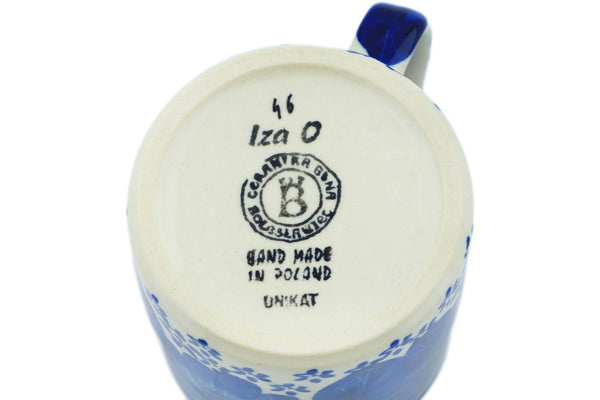 46
Iza O
CERAMIKA BONA
B
BOLESŁAWIEC
HAND MADE
IN POLAND
UNIKAT